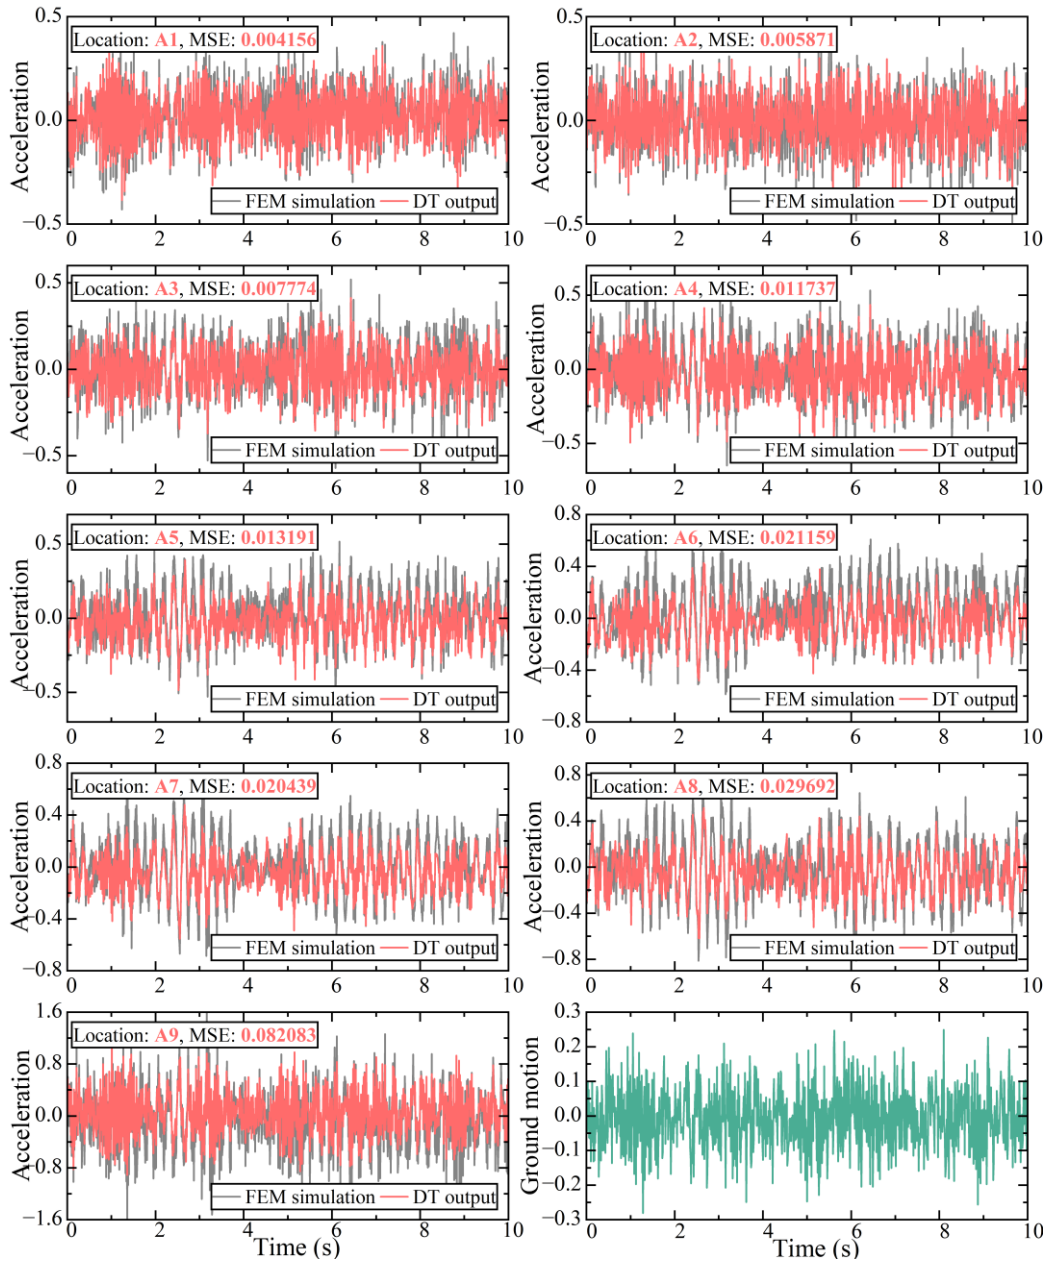 0.5
0.0
−0.5
Acceleration
Location: A1, MSE: 0.004156
FEM simulation DT output
0 2 4 6 8 10
0.5
0.0
−0.5
Acceleration
Location: A2, MSE: 0.005871
FEM simulation DT output
0 2 4 6 8 10
0.5
0.0
−0.5
Acceleration
Location: A3, MSE: 0.007774
FEM simulation DT output
0 2 4 6 8 10
0.5
0.0
−0.5
Acceleration
Location: A4, MSE: 0.011737
FEM simulation DT output
0 2 4 6 8 10
0.5
0.0
−0.5
Acceleration
Location: A5, MSE: 0.013191
FEM simulation DT output
0 2 4 6 8 10
0.8
0.4
0.0
−0.4
−0.8
Acceleration
Location: A6, MSE: 0.021159
FEM simulation DT output
0 2 4 6 8 10
0.8
0.4
0.0
−0.4
−0.8
Acceleration
Location: A7, MSE: 0.020439
FEM simulation DT output
0 2 4 6 8 10
0.8
0.4
0.0
−0.4
−0.8
Acceleration
Location: A8, MSE: 0.029692
FEM simulation DT output
0 2 4 6 8 10
1.6
0.8
0.0
−0.8
−1.6
Acceleration
Location: A9, MSE: 0.082083
FEM simulation DT output
0 2 4 6 8 10
Time (s)
0.3
0.2
0.1
0.0
−0.1
−0.2
−0.3
Ground motion
0 2 4 6 8 10
Time (s)